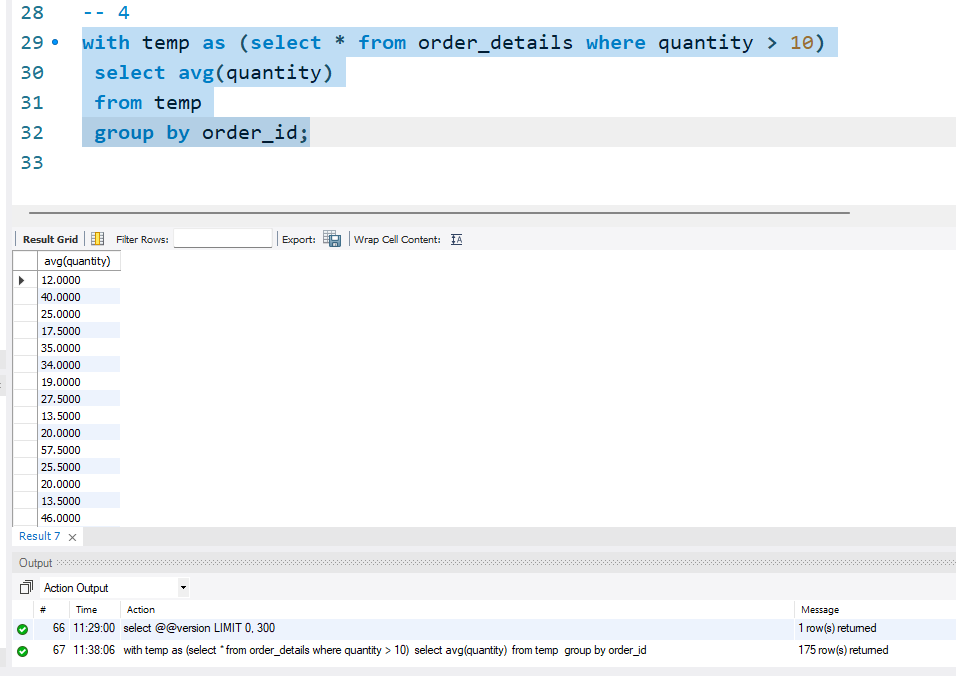 28 -- 4
29 with temp as (select * from order_details where quantity > 10)
30 select avg(quantity)
31 from temp
32 group by order_id;
33
Result Grid Filter Rows: Export: Wrap Cell Content: IA
avg(quantity)
12.0000
40.0000
25.0000
17.5000
35.0000
34.0000
19.0000
27.5000
13.5000
20.0000
57.5000
25.5000
20.0000
13.5000
46.0000
Result 7 ×
Output
Action Output
# Time Action Message
66 11:29:00 select @@version LIMIT 0, 300 1 row(s) returned
67 11:38:06 with temp as (select * from order_details where quantity > 10) select avg(quantity) from temp group by order_id 175 row(s) returned